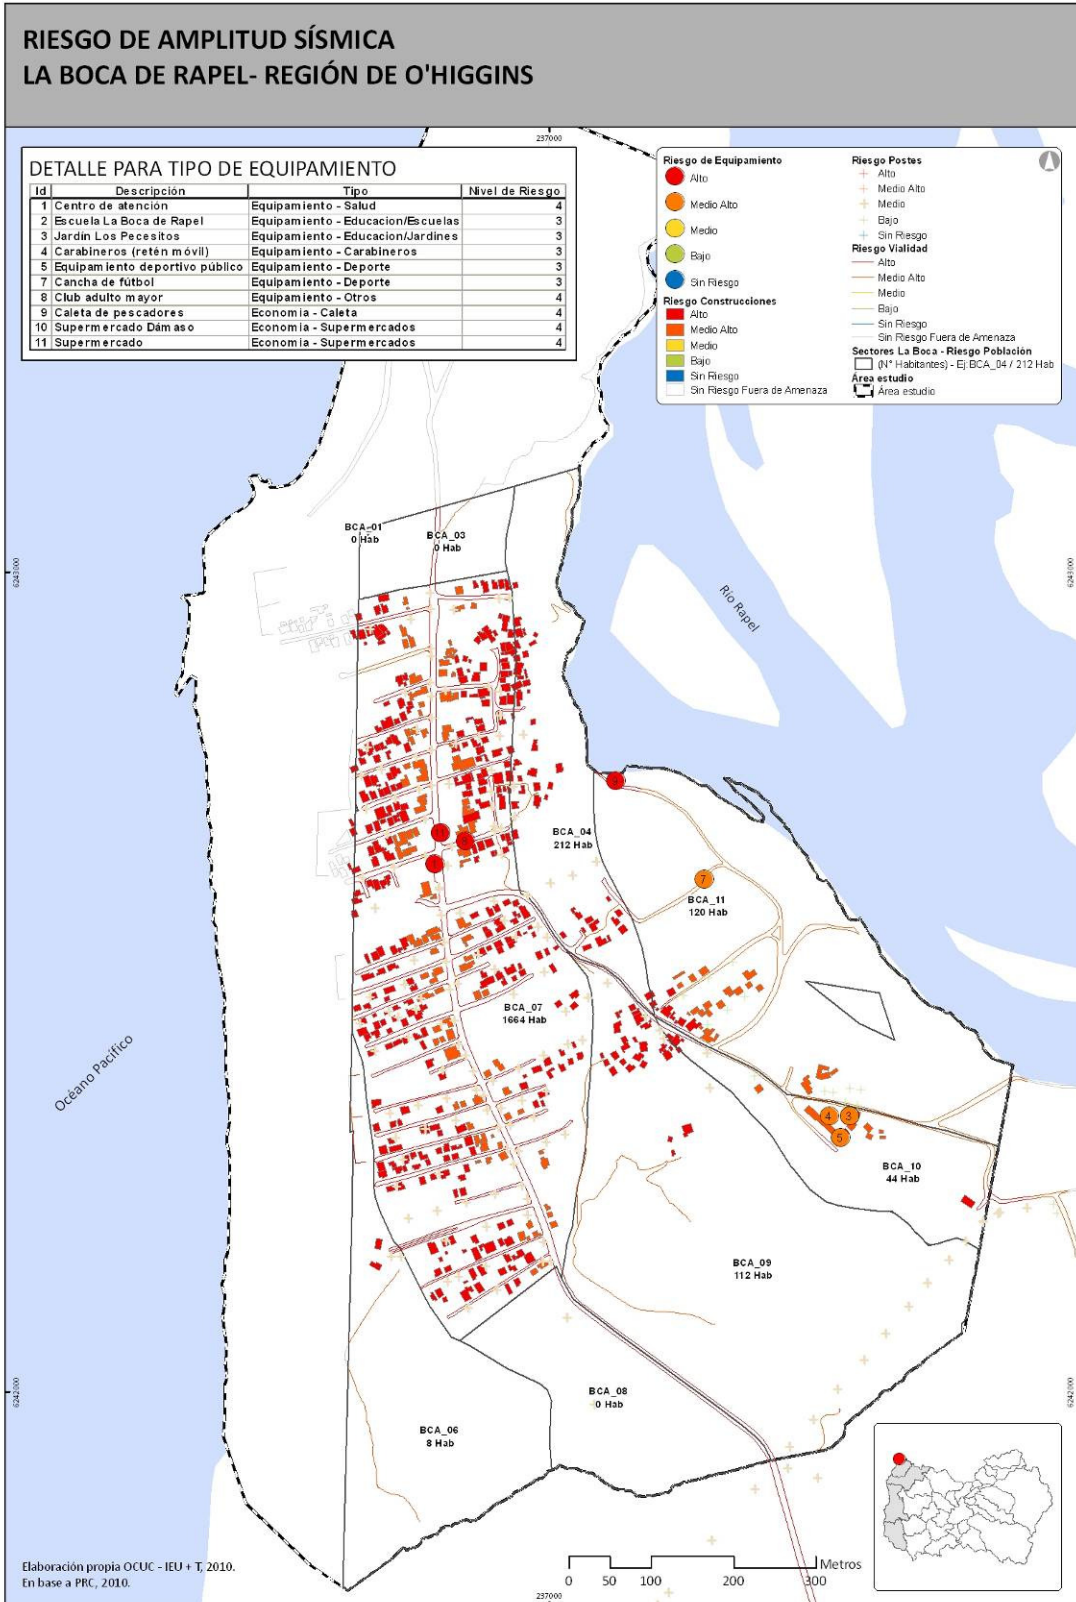 RIESGO DE AMPLITUD SÍSMICA
LA BOCA DE RAPEL- REGIÓN DE O'HIGGINS
237000
DETALLE PARA TIPO DE EQUIPAMIENTO
Id Descripción Tipo Nivel de Riesgo
1 Centro de atención Equipamiento - Salud 4
2 Escuela La Boca de Rapel Equipamiento - Educacion/Escuelas 3
3 Jardín Los Pecesitos Equipamiento - Educacion/Jardines 3
4 Carabineros (retén móvil) Equipamiento - Carabineros 3
5 Equipamiento deportivo público Equipamiento - Deporte 3
7 Cancha de fútbol Equipamiento - Deporte 3
8 Club adulto mayor Equipamiento - Otros 4
9 Caleta de pescadores Economia - Caleta 4
10 Supermercado Dámaso Economia - Supermercados 4
11 Supermercado Economia - Supermercados 4
Riesgo de Equipamiento
Alto
Medio Alto
Medio
Bajo
Sin Riesgo
Riesgo Construcciones
Alto
Medio Alto
Medio
Bajo
Sin Riesgo
Sin Riesgo Fuera de Amenaza
Riesgo Postes
Alto
Medio Alto
Medio
Bajo
Sin Riesgo
Riesgo Vialidad
Alto
Medio Alto
Medio
Bajo
Sin Riesgo
Sin Riesgo Fuera de Amenaza
Sectores La Boca - Riesgo Población
(N° Habitantes) - Ej:BCA_04 / 212 Hab
Área estudio
Área estudio
BCA_01
0 Hab
BCA_03
0 Hab
6243000
6243000
Río Rapel
11
BCA_04
212 Hab
7
BCA_11
120 Hab
BCA_07
1664 Hab
Océano Pacífico
4
3
5
BCA_10
44 Hab
BCA_09
112 Hab
6242000
6242000
BCA_08
0 Hab
BCA_06
8 Hab
Elaboración propia OCUC - IEU + T, 2010.
En base a PRC, 2010.
Metros
0 50 100 200 300
237000